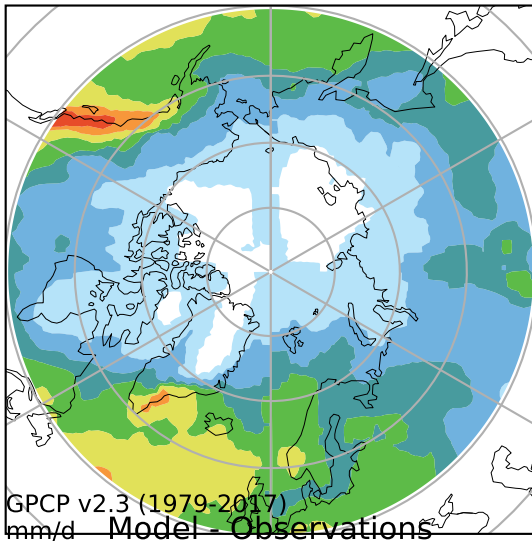 GPCP v2.3 (1979-2017)
mm/d Model - Observations